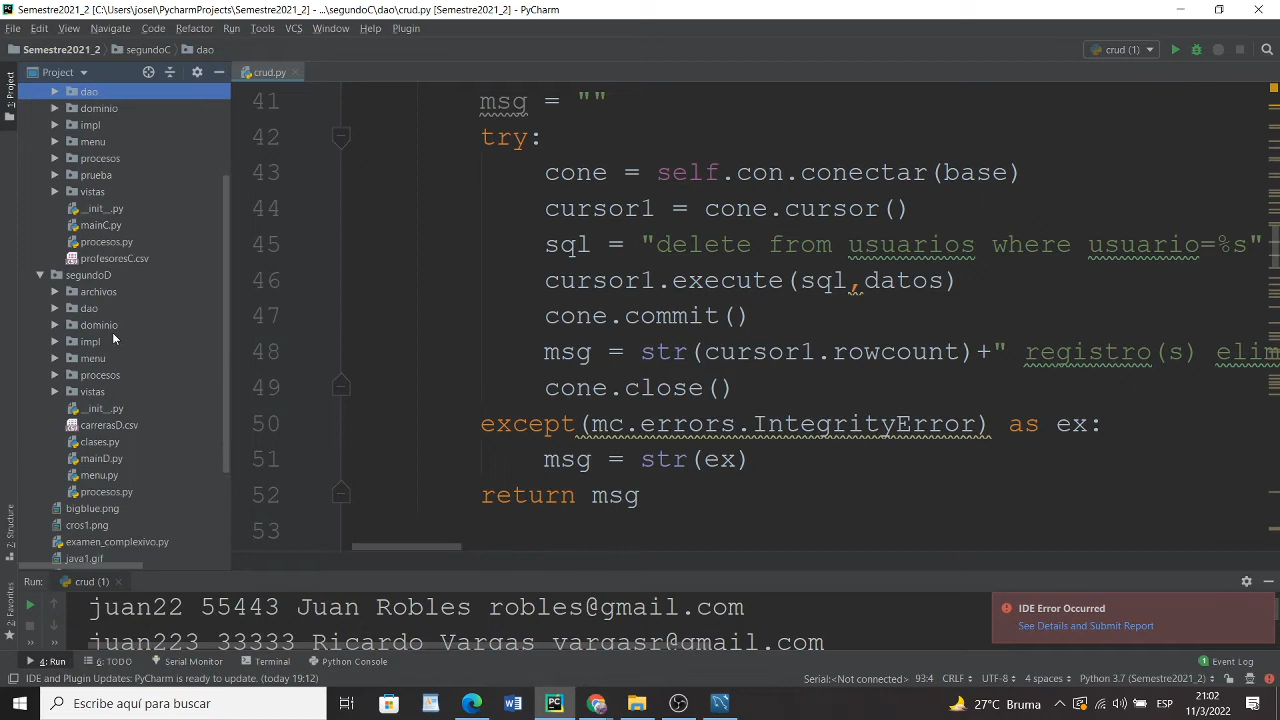 Semestre2021_2 [C:\Users\josel\PycharmProjects\Semestre2021_2] - ...\segundoC\dao\crud.py] - PyCharm
File Edit View Navigate Code Refactor Run Tools VCS Window Help Plugin
Semestre2021_2 segundoC dao crud (1)
Project crud.py
dao
dominio
impl
menu
procesos
prueba
vistas
__init__.py
mainC.py
procesos.py
profesoresC.csv
segundoD
archivos
dao
dominio
impl
menu
procesos
vistas
__init__.py
carrerasD.csv
clases.py
mainD.py
menu.py
procesos.py
bigblue.png
cros1.png
examen_complexivo.py
java1.gif
1: Project
Z: Structure
2: Favorites
41 msg = ""
42 try:
43 cone = self.con.conectar(base)
44 cursor1 = cone.cursor()
45 sql = "delete from usuarios where usuario=%s"
46 cursor1.execute(sql,datos)
47 cone.commit()
48 msg = str(cursor1.rowcount)+" registro(s) elim
49 cone.close()
50 except(mc.errors.IntegrityError) as ex:
51 msg = str(ex)
52 return msg
53
Run: crud (1)
juan22 55443 Juan Robles robles@gmail.com
juan223 33333 Ricardo Vargas vargasr@gmail.com
IDE Error Occurred
See Details and Submit Report
4: Run 6: TODO Serial Monitor Terminal Python Console 1 Event Log
IDE and Plugin Updates: PyCharm is ready to update. (today 19:12) Serial:<Not connected> 93:4 CRLF UTF-8 4 spaces Python 3.7 (Semestre2021_2)
Escribe aquí para buscar 27°C Bruma ESP 21:02
11/3/2022